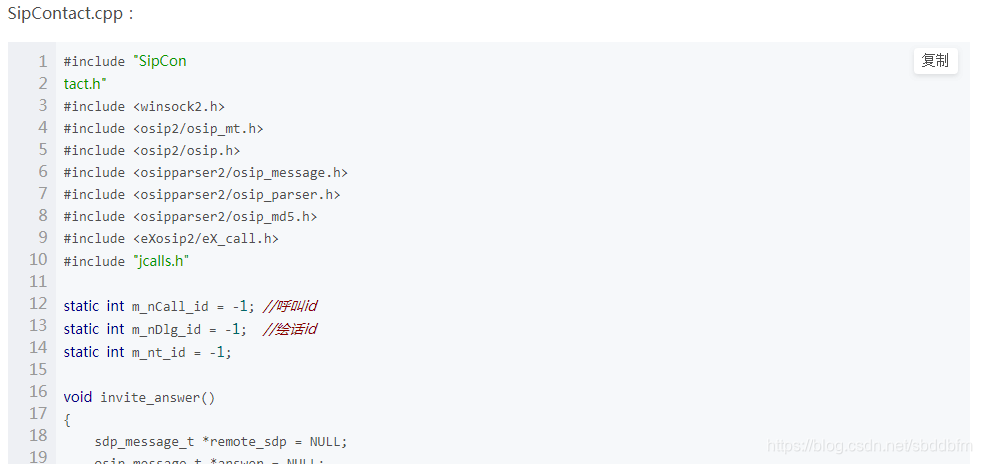 SipContact.cpp：
复制
1 #include "SipCon
2 tact.h"
3 #include <winsock2.h>
4 #include <osip2/osip_mt.h>
5 #include <osip2/osip.h>
6 #include <osipparser2/osip_message.h>
7 #include <osipparser2/osip_parser.h>
8 #include <osipparser2/osip_md5.h>
9 #include <eXosip2/eX_call.h>
10 #include "jcalls.h"
11
12 static int m_nCall_id = -1; //呼叫id
13 static int m_nDlg_id = -1;  //绘话id
14 static int m_nt_id = -1;
15
16 void invite_answer()
17 {
18     sdp_message_t *remote_sdp = NULL;
19     osip_message_t *answer = NULL;
https://blog.csdn.net/sbddbfm